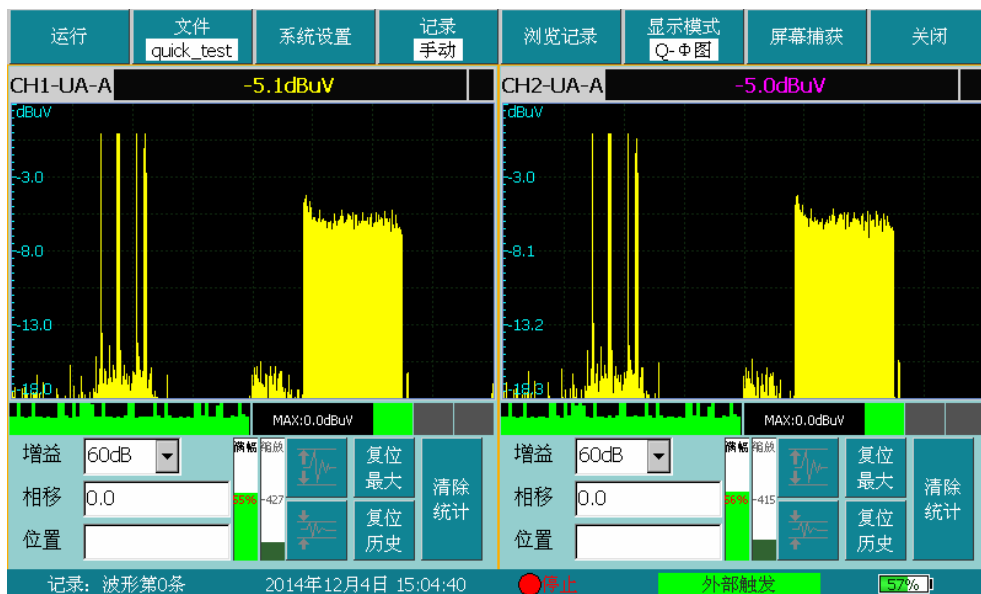 运行
文件
quick_test
系统设置
记录
手动
浏览记录
显示模式
Q-Φ图
屏幕捕获
关闭
CH1-UA-A
-5.1dBuV
CH2-UA-A
-5.0dBuV
dBuV
-3.0
-8.0
-13.0
-18.0
dBuV
-3.0
-8.1
-13.2
-18.3
MAX:0.0dBuV
MAX:0.0dBuV
增益
60dB
相移
0.0
位置
满幅
缩放
-427
复位
最大
复位
历史
清除
统计
增益
60dB
相移
0.0
位置
满幅
缩放
56%
-415
复位
最大
复位
历史
清除
统计
记录: 波形第0条
2014年12月4日 15:04:40
停止
外部触发
57%